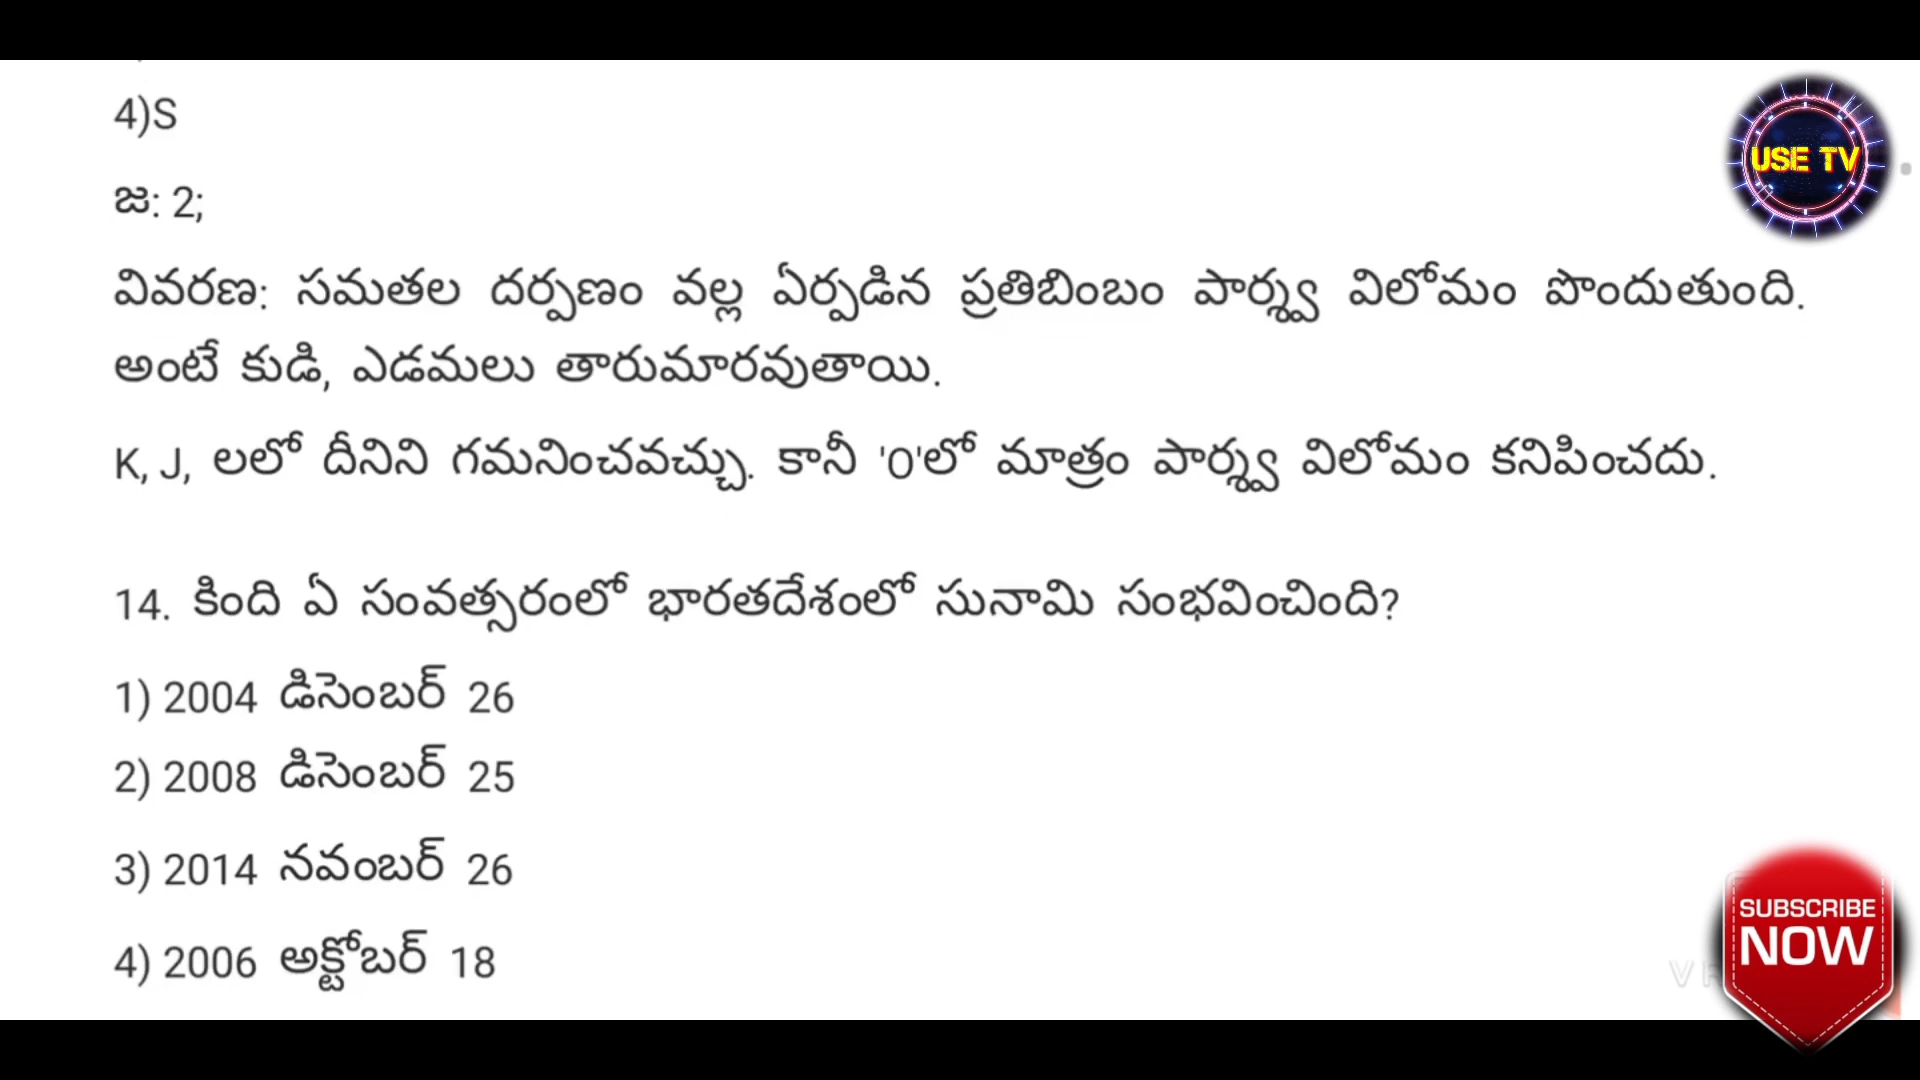 4)S
USE TV
జ: 2;
వివరణ: సమతల దర్పణం వల్ల ఏర్పడిన ప్రతిబింబం పార్శ్వ విలోమం పొందుతుంది.
అంటే కుడి, ఎడమలు తారుమారవుతాయి.
K, J, లలో దీనిని గమనించవచ్చు. కానీ 'O'లో మాత్రం పార్శ్వ విలోమం కనిపించదు.
14. కింది ఏ సంవత్సరంలో భారతదేశంలో సునామి సంభవించింది?
1) 2004 డిసెంబర్ 26
2) 2008 డిసెంబర్ 25
3) 2014 నవంబర్ 26
4) 2006 అక్టోబర్ 18
SUBSCRIBE
NOW